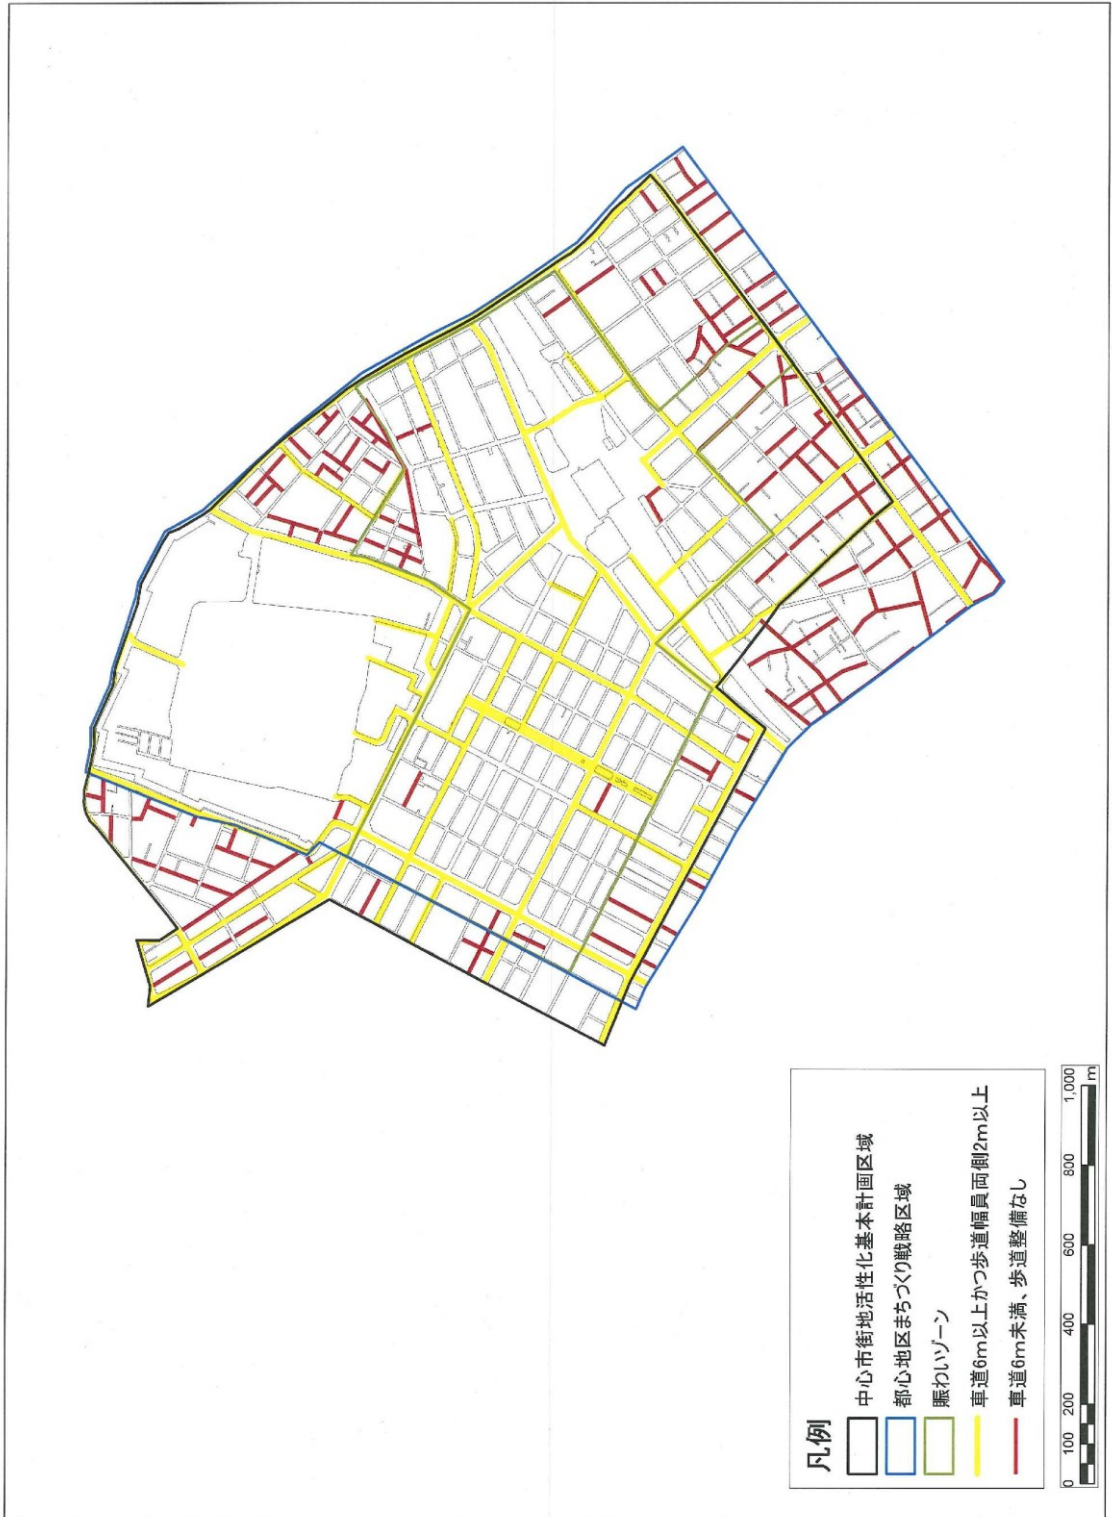 凡例
中心市街地活性化基本計画区域
都心地区まちづくり戦略区域
賑わいゾーン
車道6m以上かつ歩道幅員両側2m以上
車道6m未満、歩道整備なし
0 100 200 400 600 800 1,000
m